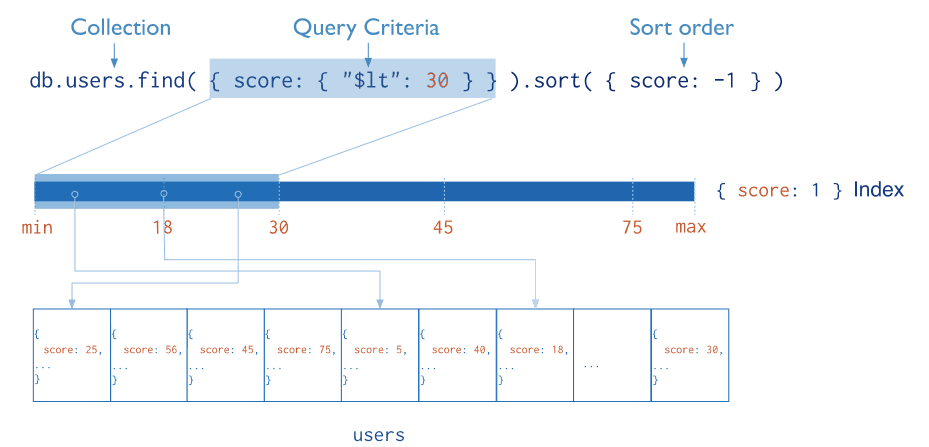 Collection Query Criteria Sort order
db.users.find( { score: { "$lt": 30 } } ).sort( { score: -1 } )
{ score: 1 } Index
min 18 30 45 75 max
{ { { { { { { {
score: 25, score: 56, score: 45, score: 75, score: 5, score: 40, score: 18, score: 30,
... ... ... ... ... ... ... ... ...
} } } } } } } }
users